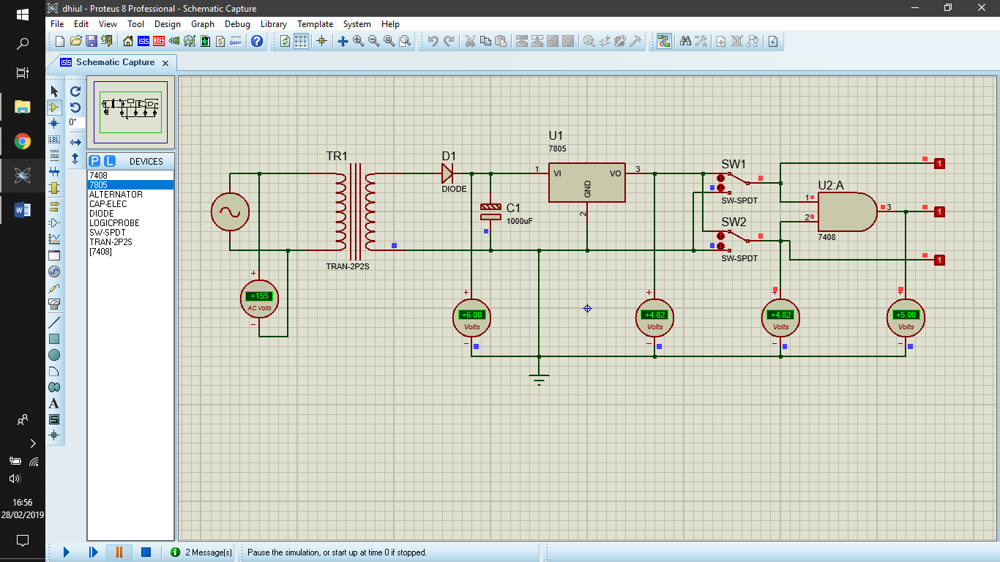 dhiul - Proteus 8 Professional - Schematic Capture
File Edit View Tool Design Graph Debug Library Template System Help
Schematic Capture
0°
LBL
P L DEVICES
7408
7805
ALTERNATOR
CAP-ELEC
DIODE
LOGICPROBE
SW-SPDT
TRAN-2P2S
[7408]
A
TR1
TRAN-2P2S
+
+155
AC Volts
−
D1
DIODE
C1
1000uF
U1
7805
1 VI VO 3
GND
2
SW1
SW-SPDT
SW2
SW-SPDT
U2:A
1
2
3
7408
1
1
1
+
+6.00
Volts
−
+
+4.82
Volts
−
+
+4.82
Volts
−
+
+5.00
Volts
−
16:56
28/02/2019
2 Message(s)
Pause the simulation, or start up at time 0 if stopped.